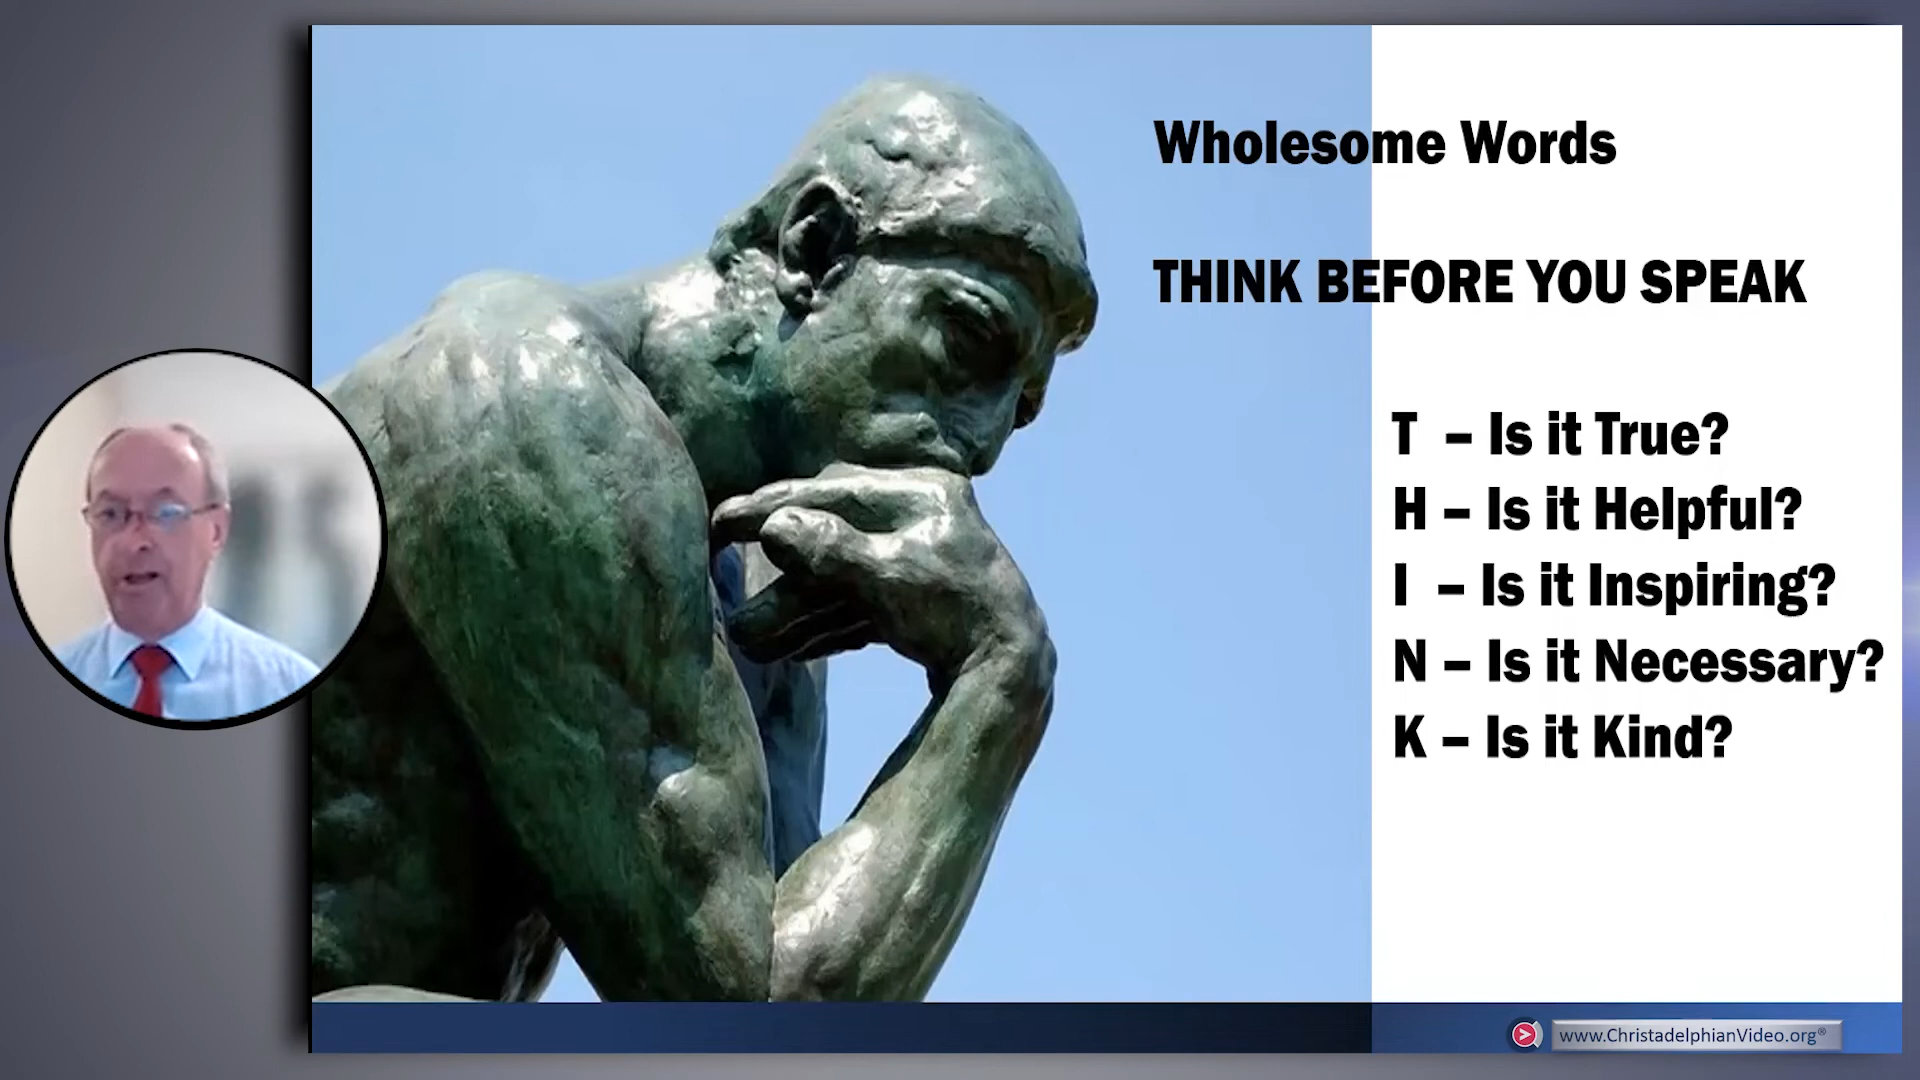 Wholesome Words
THINK BEFORE YOU SPEAK
T – Is it True?
H – Is it Helpful?
I – Is it Inspiring?
N – Is it Necessary?
K – Is it Kind?
www.ChristadelphianVideo.org®